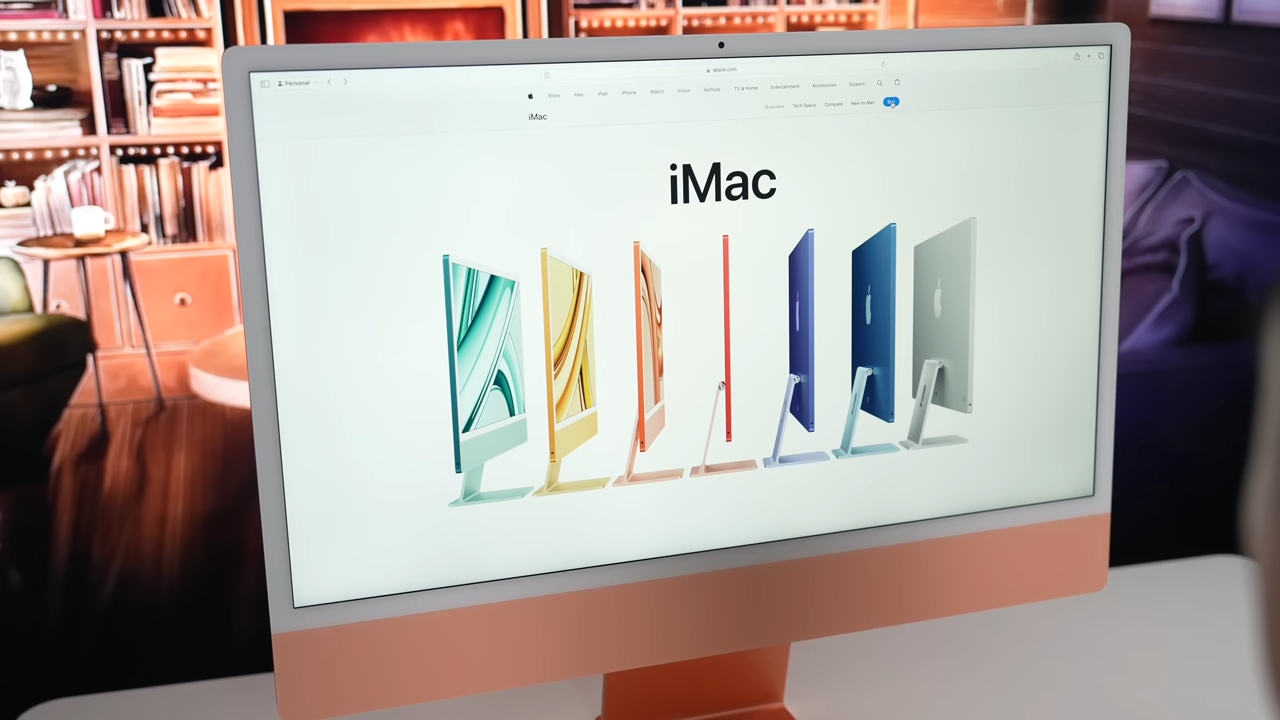 Personal
apple.com
Store Mac iPad iPhone Watch Vision AirPods TV & Home Entertainment Accessories Support
iMac
Overview Tech Specs Compare New to Mac Buy
iMac